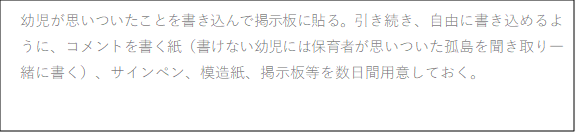 幼児が思いついたことを書き込んで掲示板に貼る。引き続き、自由に書き込めるよ
うに、コメントを書く紙（書けない幼児には保育者が思いついた孤島を聞き取り一
緒に書く）、サインペン、模造紙、掲示板等を数日間用意しておく。